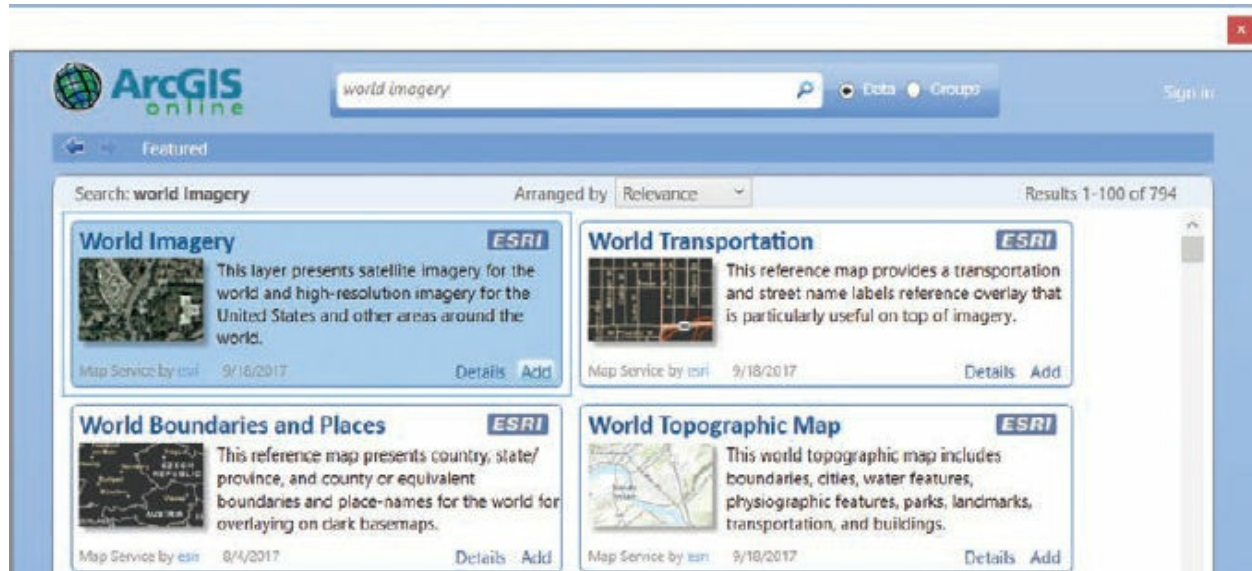 x
ArcGIS
online
world imagery
Data Groups
Sign in
Featured
Search: world Imagery
Arranged by Relevance
Results 1-100 of 794
World Imagery
ESRI
This layer presents satellite imagery for the
world and high-resolution imagery for the
United States and other areas around the
world.
Map Service by esri 9/18/2017
Details Add
World Transportation
ESRI
This reference map provides a transportation
and street name labels reference overlay that
is particularly useful on top of imagery.
Map Service by esri 9/18/2017
Details Add
World Boundaries and Places
ESRI
CZECH
REPUBLIC
AUSTRIA
This reference map presents country, state/
province, and county or equivalent
boundaries and place-names for the world for
overlaying on dark basemaps.
Map Service by esri 8/4/2017
Details Add
World Topographic Map
ESRI
This world topographic map includes
boundaries, cities, water features,
physiographic features, parks, landmarks,
transportation, and buildings.
Map Service by esri 9/18/2017
Details Add